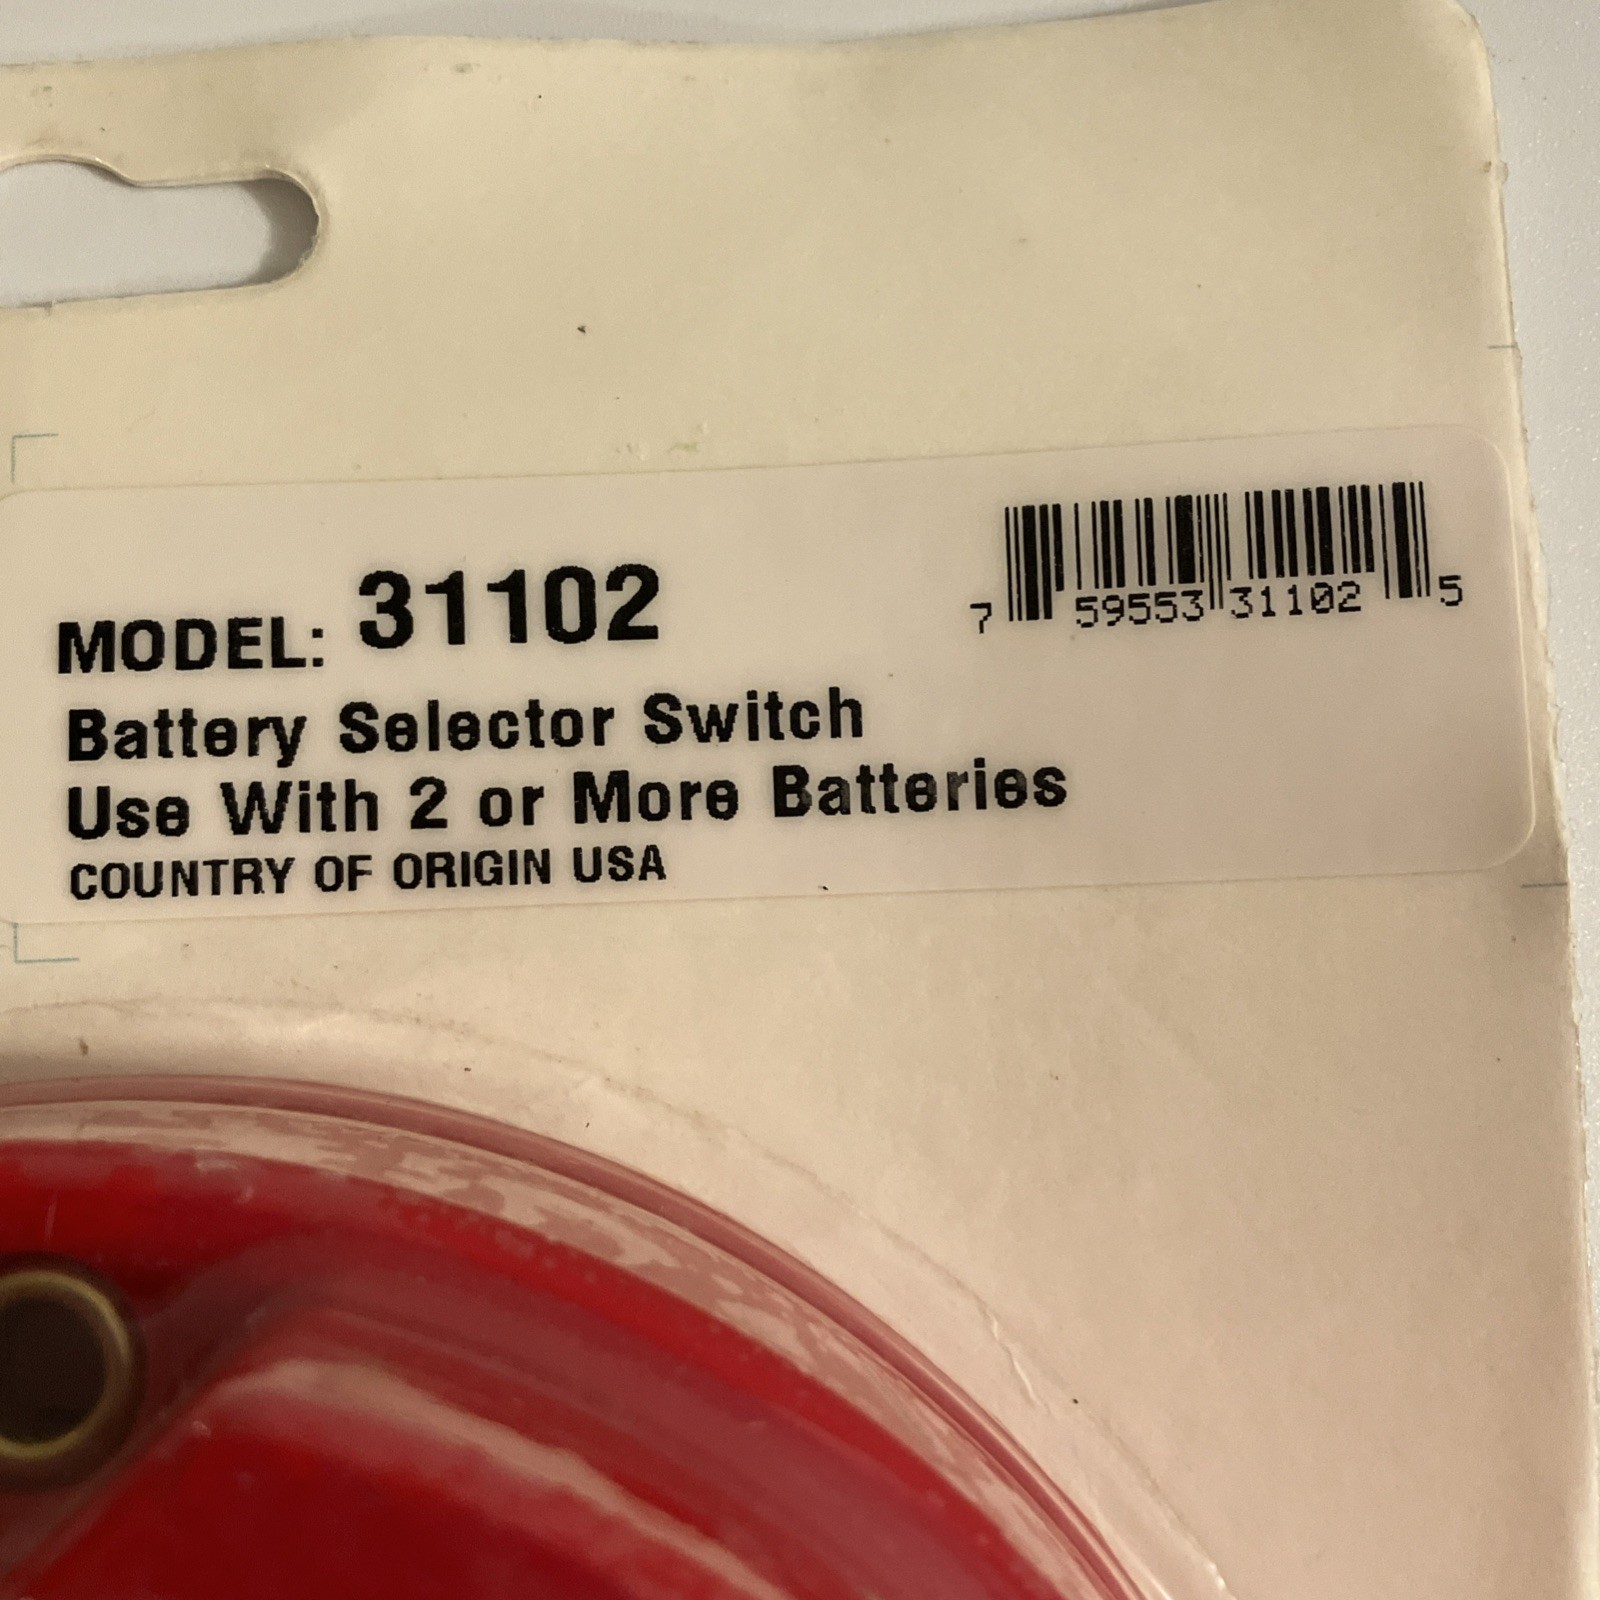 MODEL: 31102
7 59553 31102 5
Battery Selector Switch
Use With 2 or More Batteries
COUNTRY OF ORIGIN USA